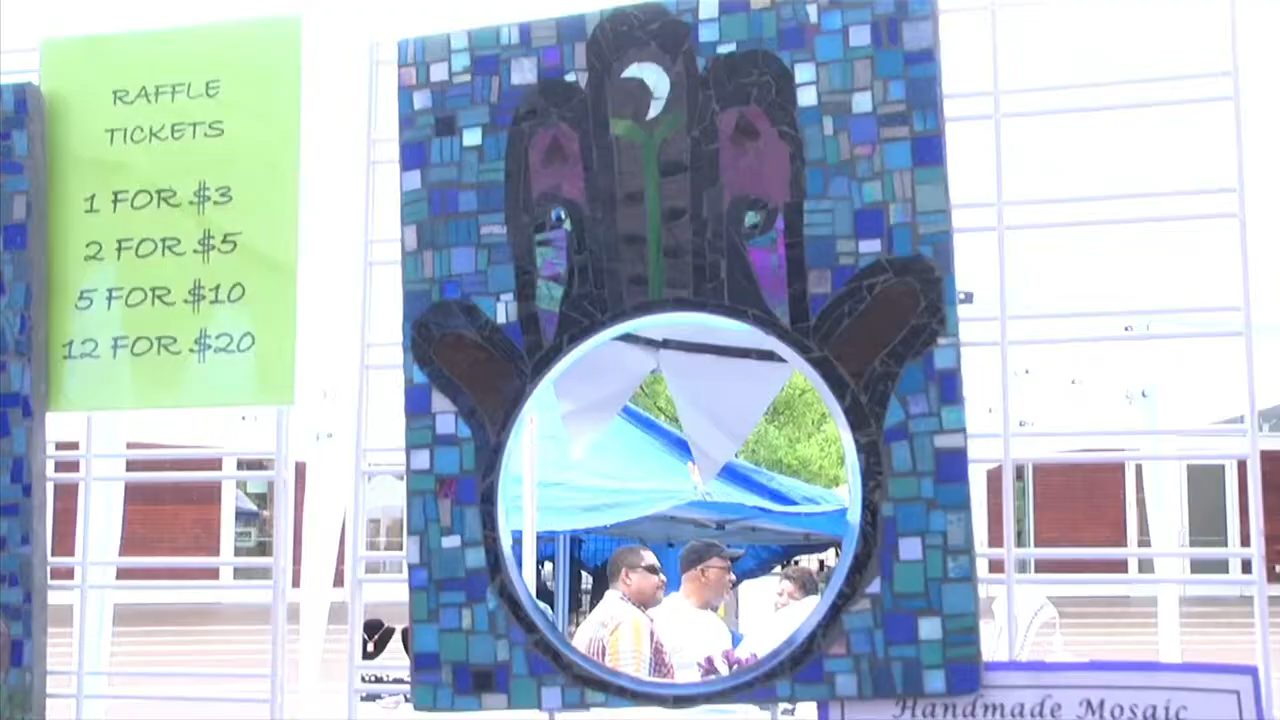 RAFFLE
TICKETS
1 FOR $3
2 FOR $5
5 FOR $10
12 FOR $20
Handmade Mosaic